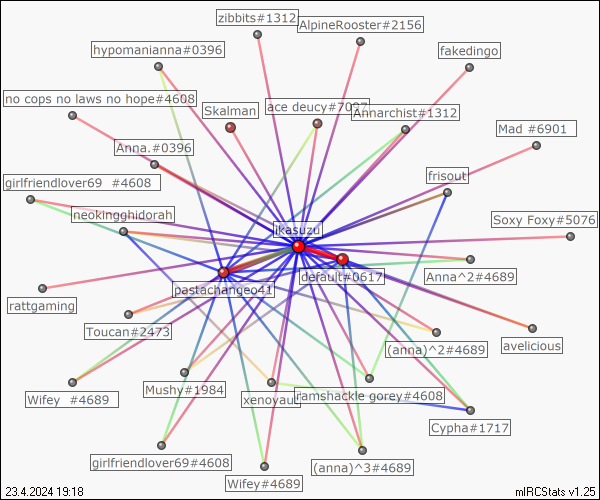 zibbits#1312
AlpineRooster#2156
hypomanianna#0396
fakedingo
no cops no laws no hope#4608
Skalman
ace deucy#7097
Annarchist#1312
Mad #6901
Anna.#0396
frisout
girlfriendlover69 #4608
neokingghidorah
Soxy Foxy#5076
ikasuzu
default#0617
Anna^2#4689
pastachangeo41
rattgaming
Toucan#2473
(anna)^2#4689
avelicious
Mushy#1984
Wifey #4689
xenoyaur
ramshackle gorey#4608
Cypha#1717
girlfriendlover69#4608
(anna)^3#4689
Wifey#4689
23.4.2024 19:18
mIRCStats v1.25